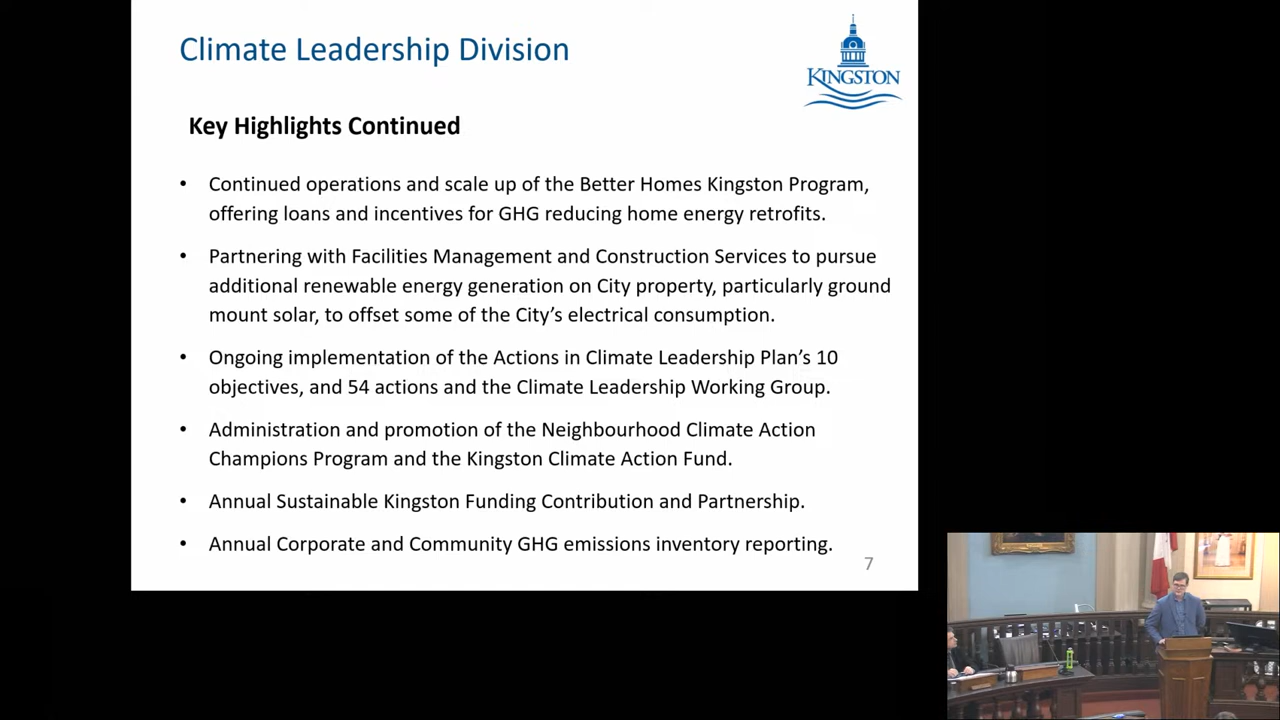 Climate Leadership Division
KINGSTON
Key Highlights Continued
• Continued operations and scale up of the Better Homes Kingston Program,
offering loans and incentives for GHG reducing home energy retrofits.
• Partnering with Facilities Management and Construction Services to pursue
additional renewable energy generation on City property, particularly ground
mount solar, to offset some of the City’s electrical consumption.
• Ongoing implementation of the Actions in Climate Leadership Plan’s 10
objectives, and 54 actions and the Climate Leadership Working Group.
• Administration and promotion of the Neighbourhood Climate Action
Champions Program and the Kingston Climate Action Fund.
• Annual Sustainable Kingston Funding Contribution and Partnership.
• Annual Corporate and Community GHG emissions inventory reporting.
7